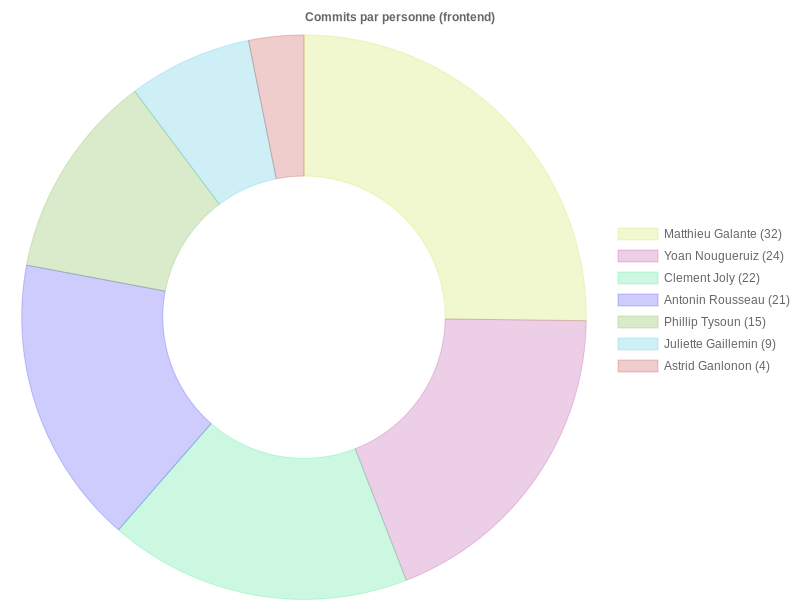 Commits par personne (frontend)
Matthieu Galante (32)
Yoan Nougueruiz (24)
Clement Joly (22)
Antonin Rousseau (21)
Phillip Tysoun (15)
Juliette Gaillemin (9)
Astrid Ganlonon (4)